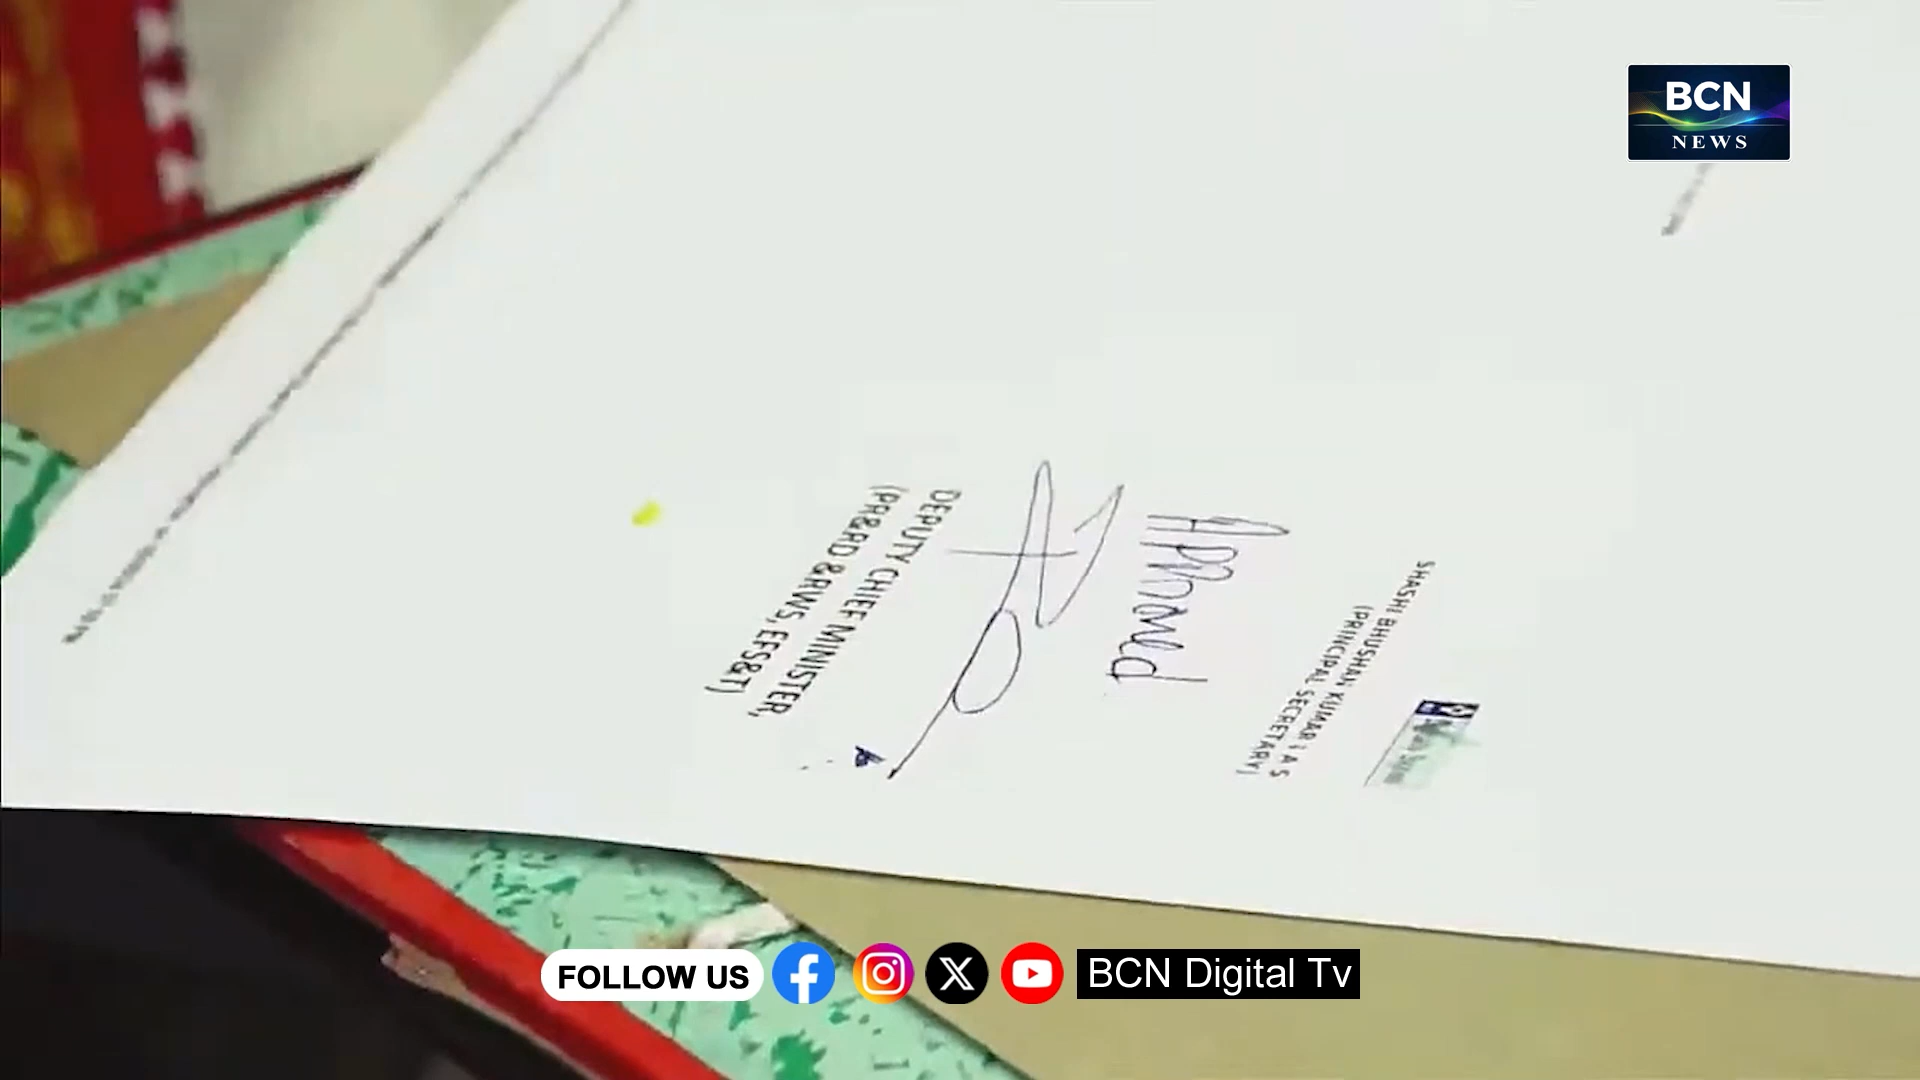 BCN
NEWS
SHASHI BHUSHAN KUMAR I A S
(PRINCIPAL SECRETARY)
Approved
DEPUTY CHIEF MINISTER,
(PR&RD &RWS, EFS&T)
FOLLOW US
BCN Digital Tv